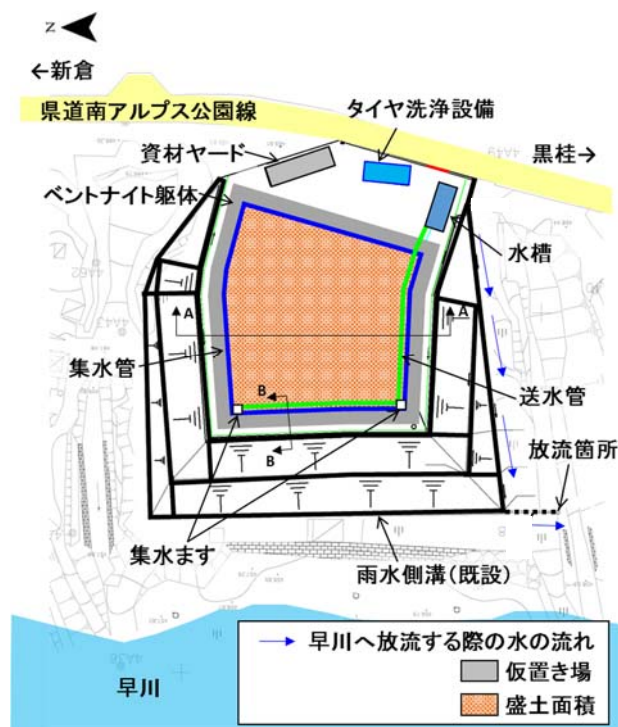 Z
←新倉
県道南アルプス公園線
タイヤ洗浄設備
資材ヤード
黒桂→
ベントナイト躯体
水槽
A
A
集水管
B
送水管
B
放流箇所
集水ます
雨水側溝(既設)
早川へ放流する際の水の流れ
仮置き場
盛土面積
早川